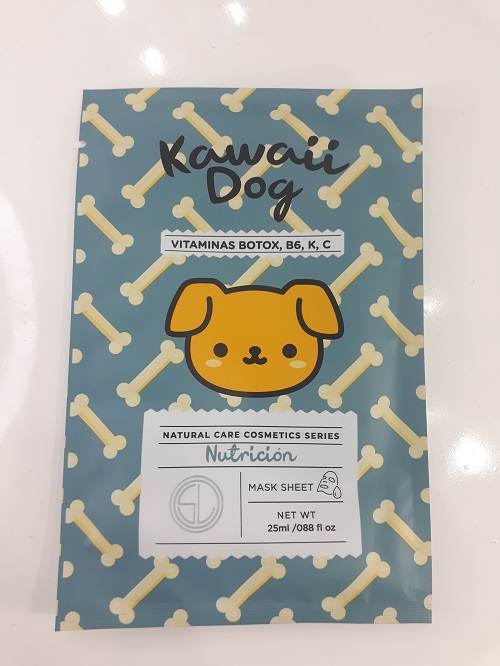 Kawaii
Dog
VITAMINAS BOTOX, B6, K, C
NATURAL CARE COSMETICS SERIES
Nutrición
MASK SHEET
NET WT
25ml /088 fl oz